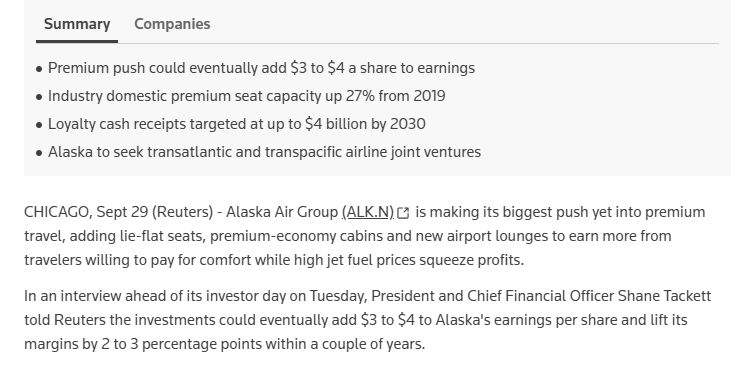 Summary Companies
• Premium push could eventually add $3 to $4 a share to earnings
• Industry domestic premium seat capacity up 27% from 2019
• Loyalty cash receipts targeted at up to $4 billion by 2030
• Alaska to seek transatlantic and transpacific airline joint ventures
CHICAGO, Sept 29 (Reuters) - Alaska Air Group (ALK.N) is making its biggest push yet into premium
travel, adding lie-flat seats, premium-economy cabins and new airport lounges to earn more from
travelers willing to pay for comfort while high jet fuel prices squeeze profits.
In an interview ahead of its investor day on Tuesday, President and Chief Financial Officer Shane Tackett
told Reuters the investments could eventually add $3 to $4 to Alaska's earnings per share and lift its
margins by 2 to 3 percentage points within a couple of years.